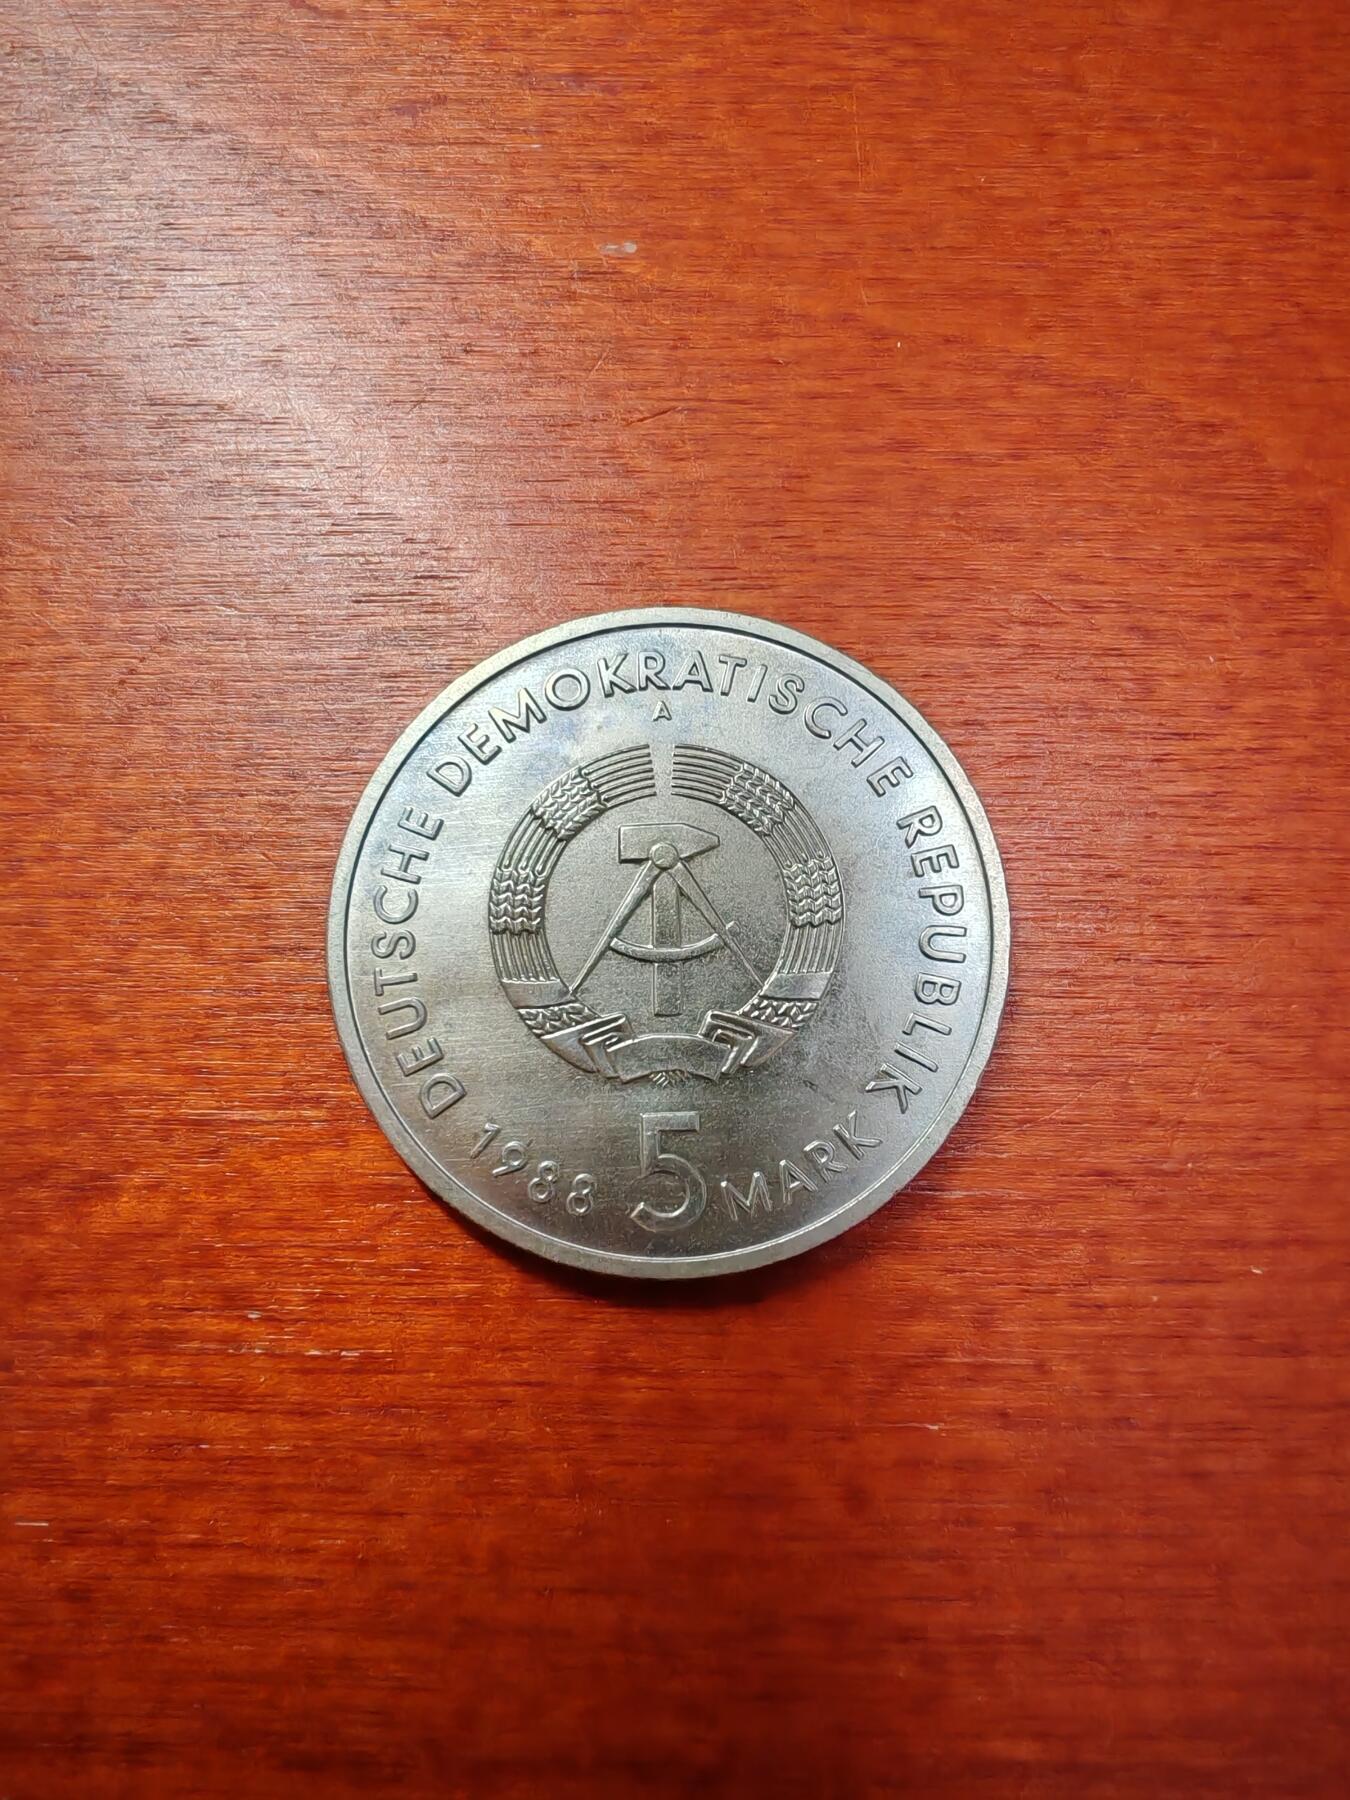 DEUTSCHE DEMOKRATISCHE REPUBLIK
A
1988 5 MARK